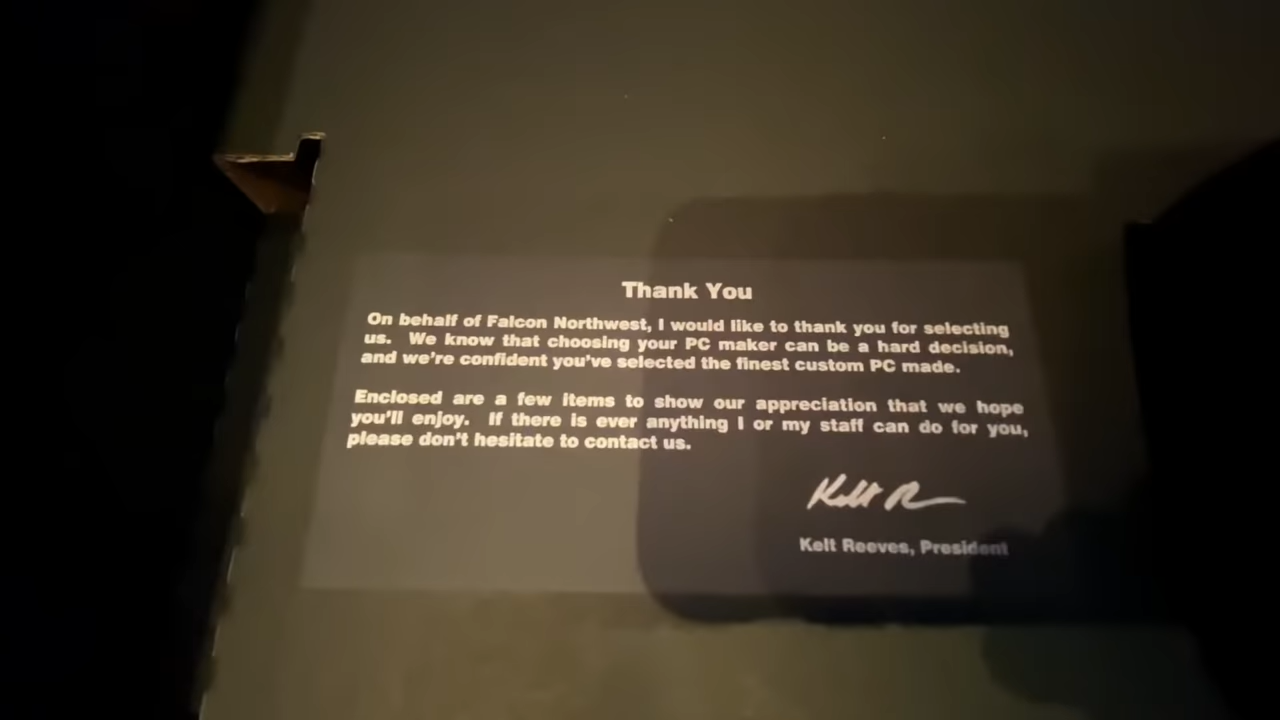 Thank You
On behalf of Falcon Northwest, I would like to thank you for selecting
us. We know that choosing your PC maker can be a hard decision,
and we're confident you've selected the finest custom PC made.
Enclosed are a few items to show our appreciation that we hope
you'll enjoy. If there is ever anything I or my staff can do for you,
please don't hesitate to contact us.
Kelt R
Kelt Reeves, President